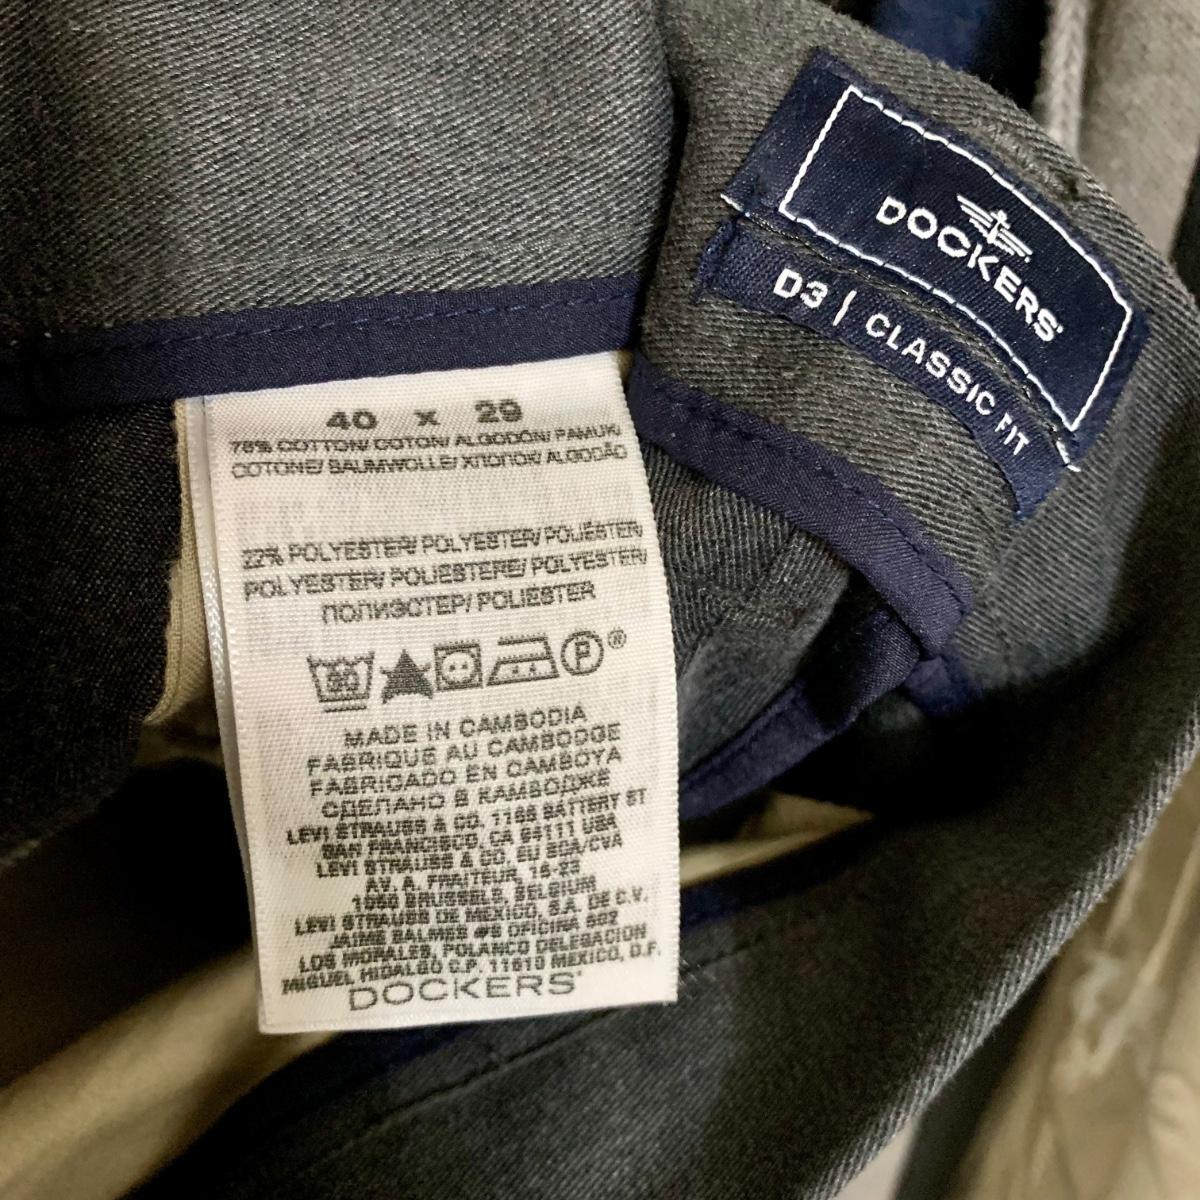 DOCKERS®
D3 | CLASSIC FIT
40 x 29
78% COTTON/ COTON/ ALGODÓN/ PAMUK/
COTONE/ BAUMWOLLE/ ХЛОПОК/ ALGODÃO
22% POLYESTER/ POLYESTER/ POLIÉSTER/
POLYESTER/ POLIESTERE/ POLYESTER/
ПОЛИЭСТЕР/ POLIESTER
P®
MADE IN CAMBODIA
FABRIQUE AU CAMBODGE
FABRICADO EN CAMBOYA
СДЕЛАНО В КАМБОДЖЕ
LEVI STRAUSS & CO. 1155 BATTERY ST
SAN FRANCISCO, CA 94111 USA
LEVI STRAUSS & CO. EU BCA/CVA
AV. A. FRAITEUR, 15-23
1050 BRUSSELS, BELGIUM
LEVI STRAUSS DE MEXICO, S.A. DE C.V.
JAIME BALMES #8 OFICINA 602
LOS MORALES, POLANCO DELEGACION
MIGUEL HIDALGO C.P. 11510 MEXICO, D.F.
DOCKERS®